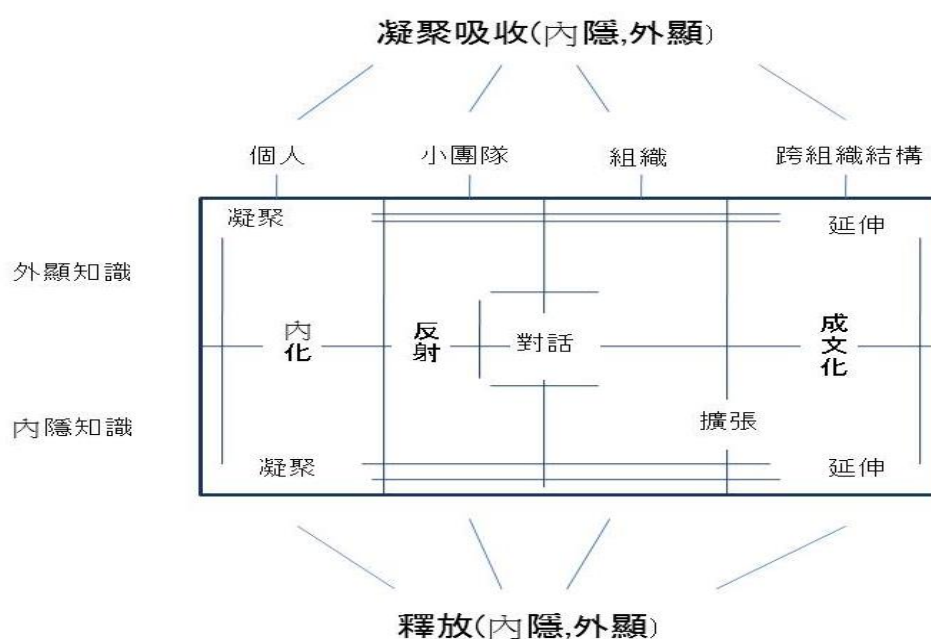 凝聚吸收(內隱,外顯)
個人 小團隊 組織 跨組織結構
凝聚 延伸
外顯知識
內化 反射 對話 成文化
擴張
內隱知識
凝聚 延伸
釋放(內隱,外顯)